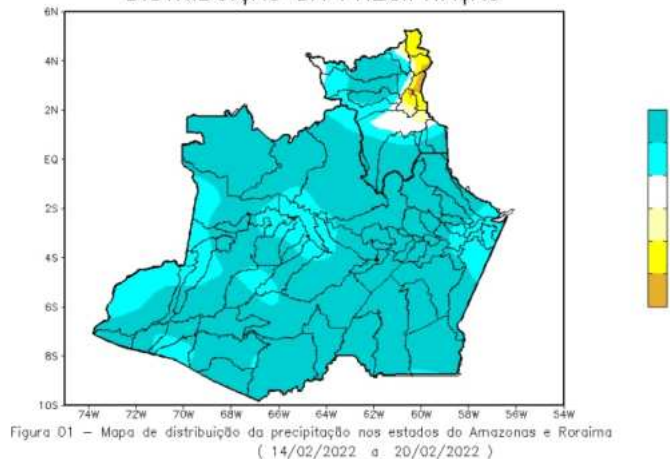 6N
4N
2N
EQ
2S
4S
6S
8S
10S
74W 72W 70W 68W 66W 64W 62W 60W 58W 56W 54W
Figura 01 – Mapa de distribuição da precipitação nos estados do Amazonas e Roraima
( 14/02/2022 a 20/02/2022 )